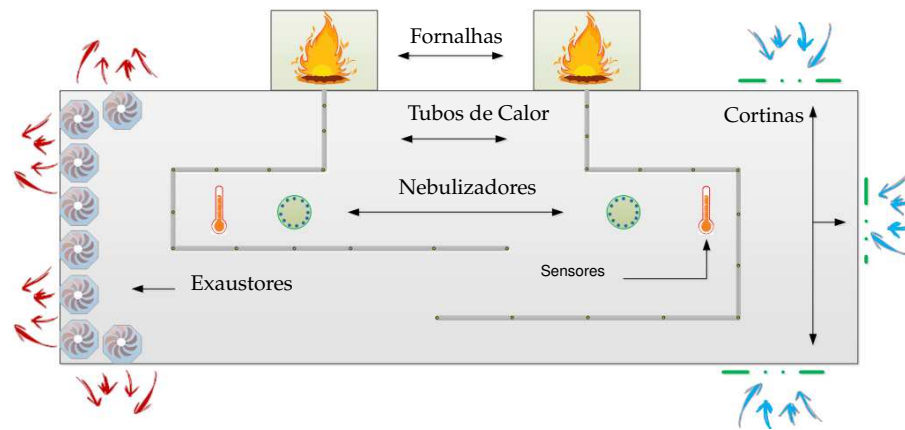 Fornalhas
Tubos de Calor
Cortinas
Nebulizadores
Sensores
Exaustores